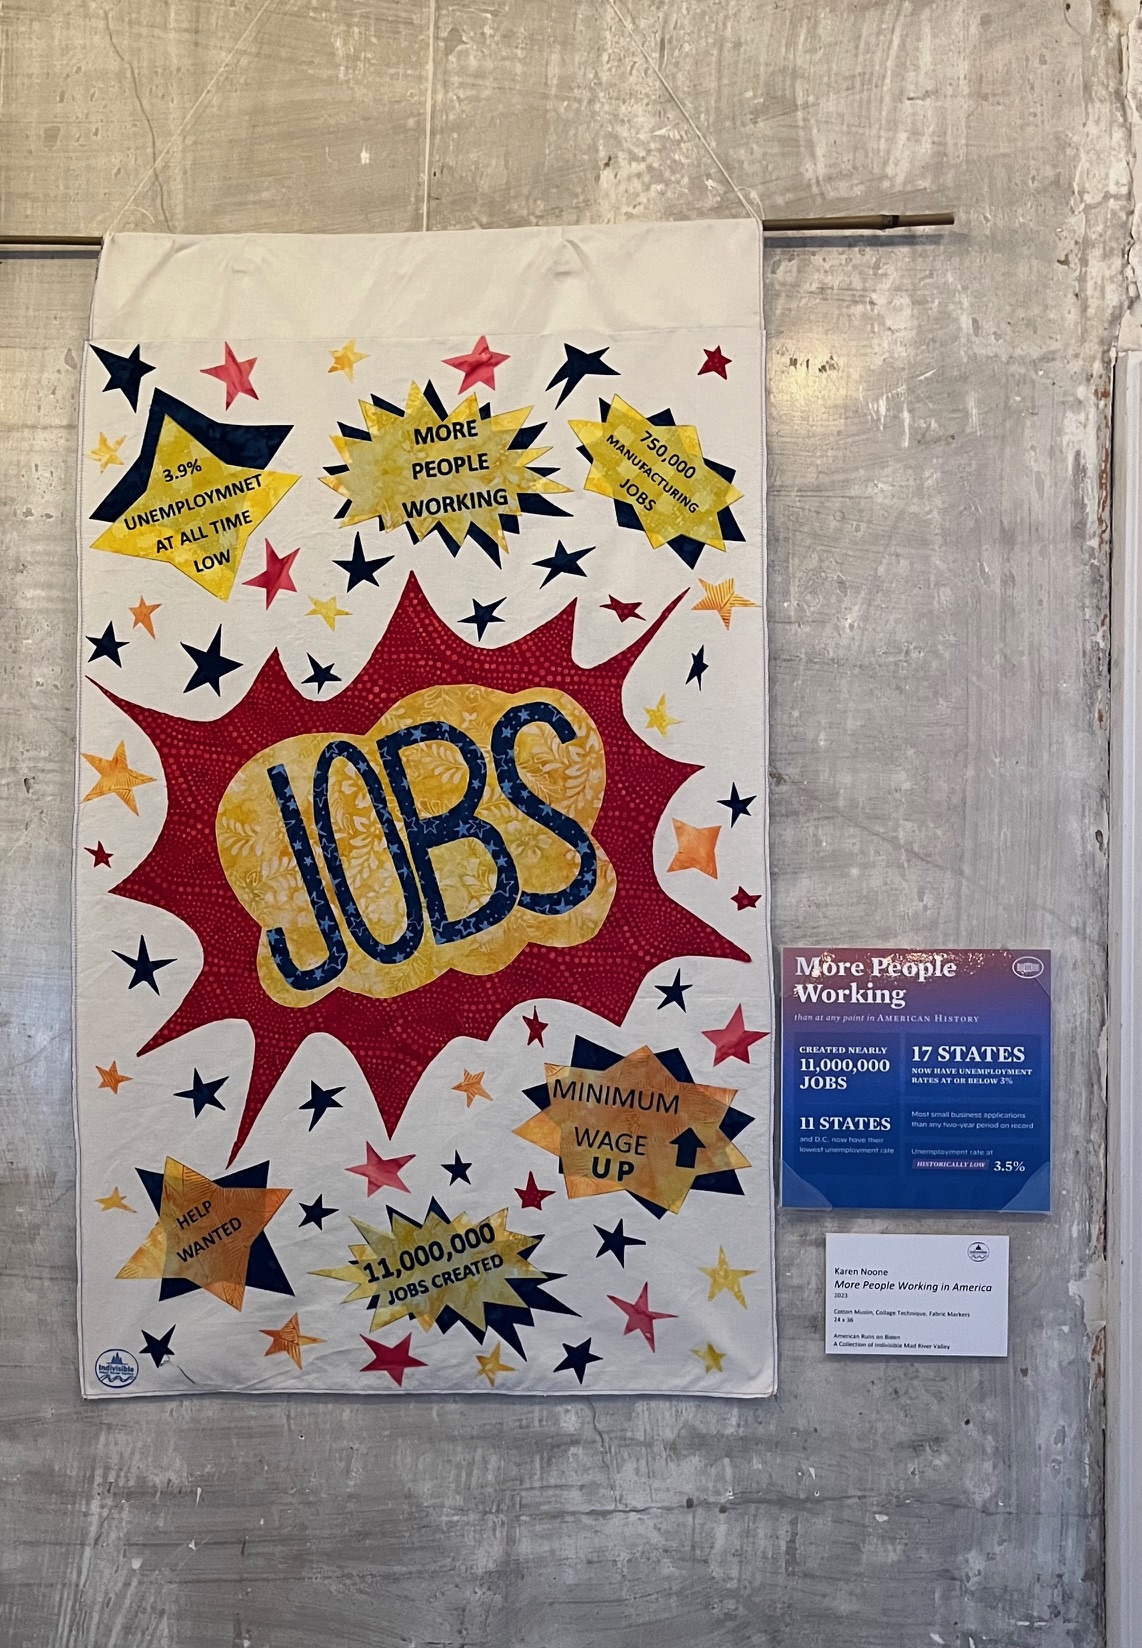 3.9%
UNEMPLOYMNET
AT ALL TIME
LOW
MORE
PEOPLE
WORKING
750,000
MANUFACTURING
JOBS
JOBS
MINIMUM
WAGE
UP
HELP
WANTED
11,000,000
JOBS CREATED
Indivisible
More People
Working
than at any point in AMERICAN HISTORY
CREATED NEARLY
11,000,000
JOBS
17 STATES
NOW HAVE UNEMPLOYMENT
RATES AT OR BELOW 3%
11 STATES
and D.C. now have their
lowest unemployment rate
Most small business applications
than any two-year period on record
Unemployment rate at
HISTORICALLY LOW 3.5%
Karen Noone
More People Working in America
2023
Cotton Muslin, Collage Technique, Fabric Markers
24 x 36
American Runs on Biden
A Collection of Indivisible Mad River Valley